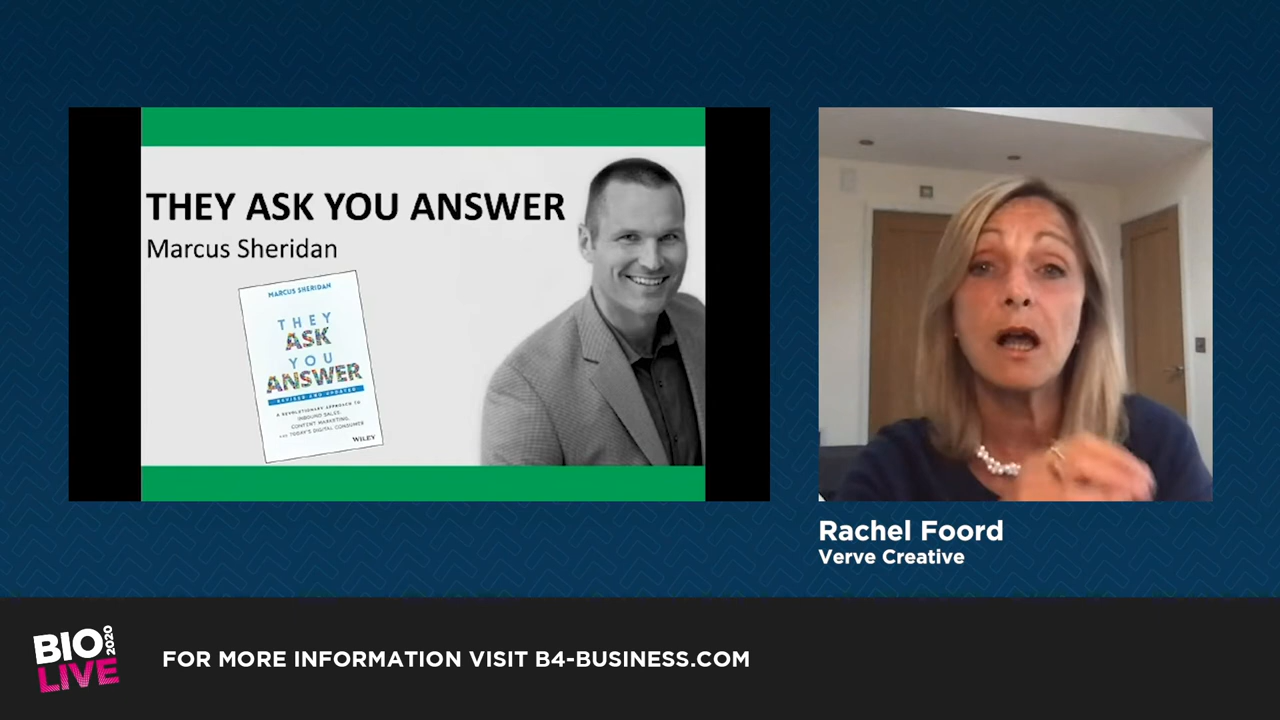 THEY ASK YOU ANSWER
Marcus Sheridan
MARCUS SHERIDAN
THEY
ASK
YOU
ANSWER
REVISED AND UPDATED
A REVOLUTIONARY APPROACH TO
INBOUND SALES,
CONTENT MARKETING,
AND TODAY'S DIGITAL CONSUMER
WILEY
Rachel Foord
Verve Creative
BIO
LIVE
2020
FOR MORE INFORMATION VISIT B4-BUSINESS.COM